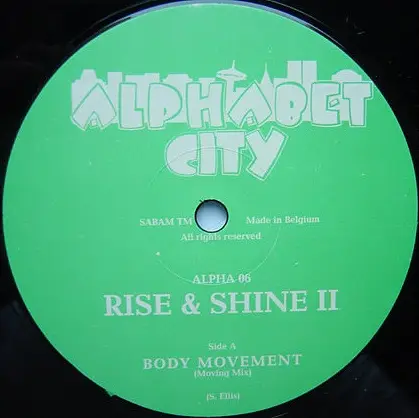 ALPHABET
CITY
SABAM TM Made in Belgium
All rights reserved
ALPHA 06
RISE & SHINE II
Side A
BODY MOVEMENT
(Moving Mix)
(S. Ellis)